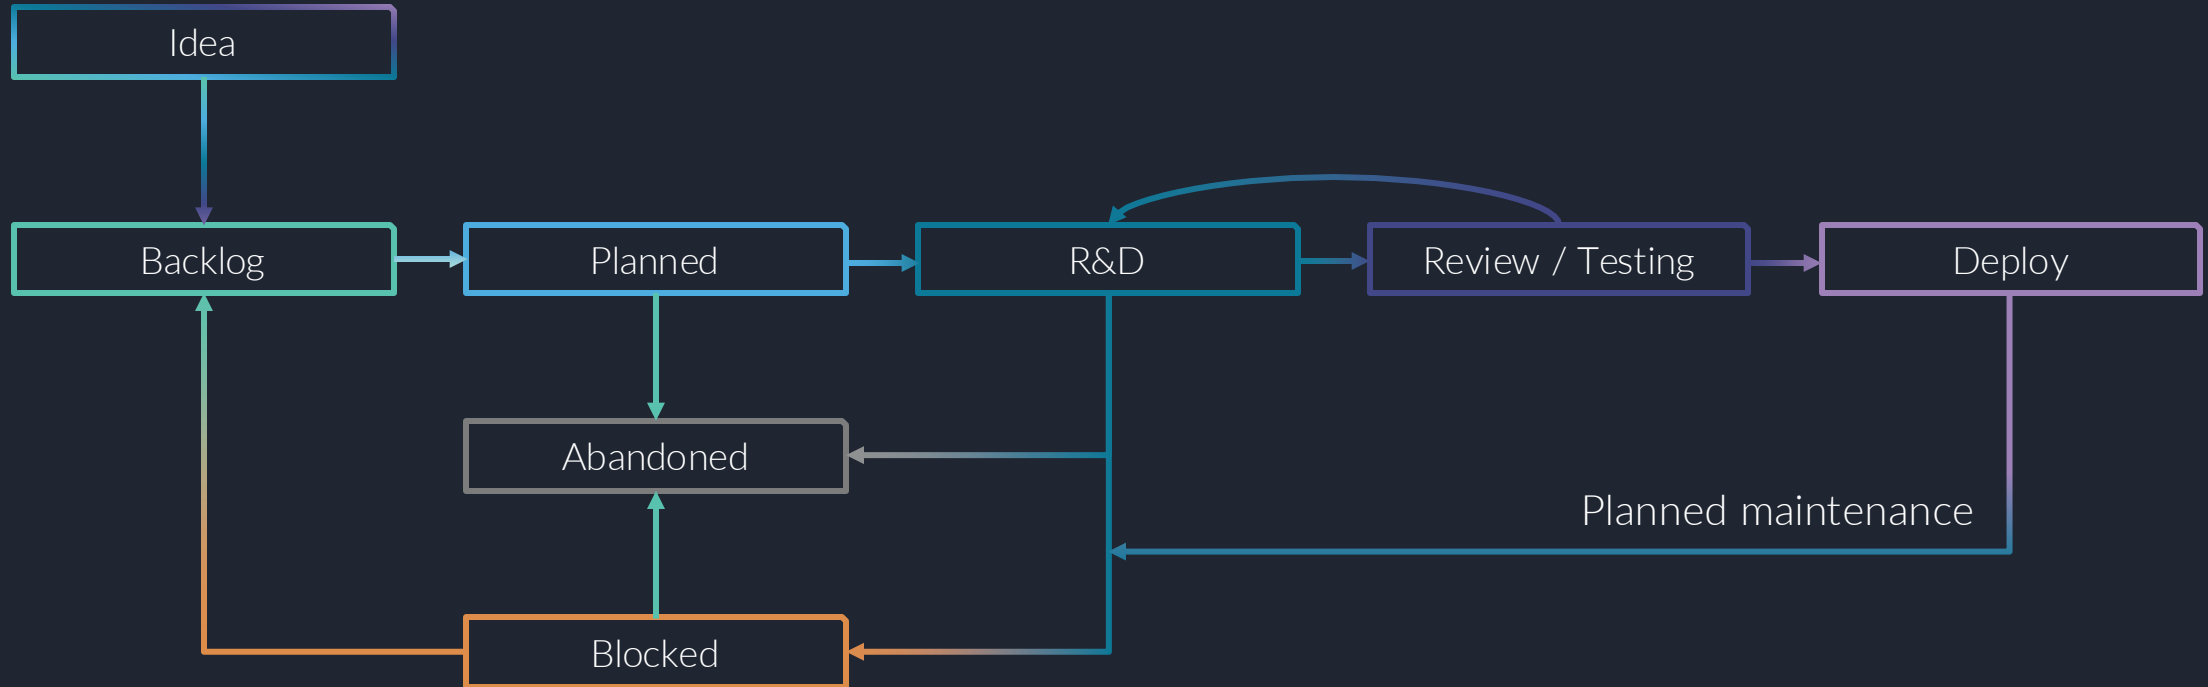 Idea
Backlog
Planned
R&D
Review / Testing
Deploy
Abandoned
Planned maintenance
Blocked